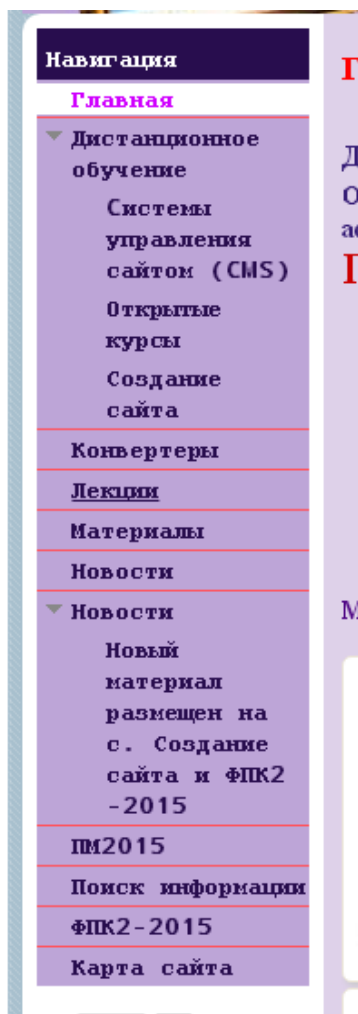 Навигация
Главная
Дистанционное
обучение
Системы
управления
сайтом (CMS)
Открытые
курсы
Создание
сайта
Конвертеры
Лекции
Материалы
Новости
Новости
Новый
материал
размещен на
с. Создание
сайта и ФПК2
-2015
ПМ2015
Поиск информации
ФПК2-2015
Карта сайта